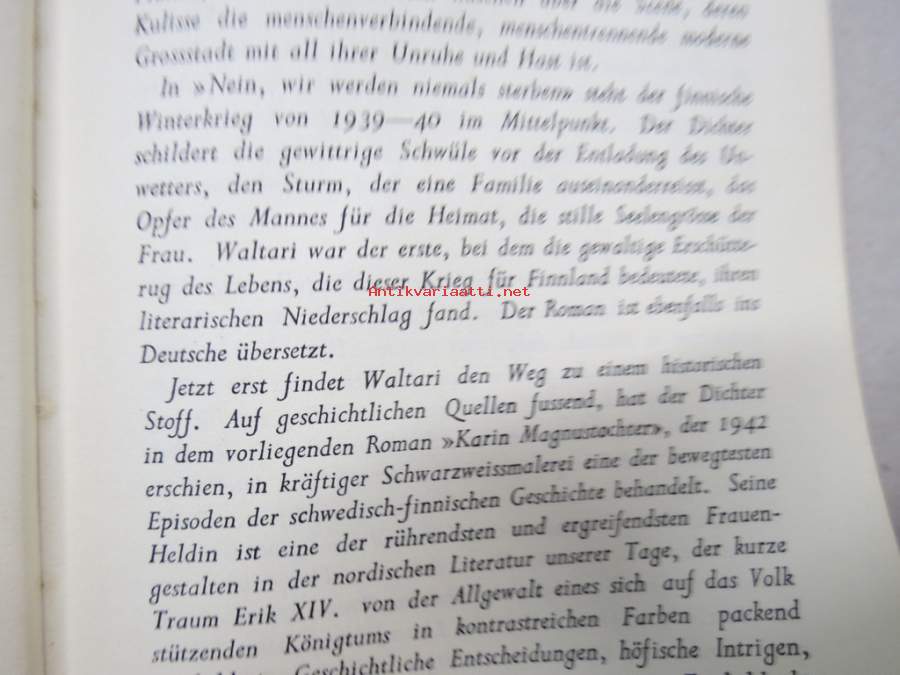 Kulisse die menschenverbindende, menschentrennende moderne
Grossstadt mit all ihrer Unruhe und Hast ist.
In »Nein, wir werden niemals sterben» steht der finnische
Winterkrieg von 1939—40 im Mittelpunkt. Der Dichter
schildert die gewittrige Schwüle vor der Entladung des Un-
wetters, den Sturm, der eine Familie auseinanderreisst, das
Opfer des Mannes für die Heimat, die stille Seelengrösse der
Frau. Waltari war der erste, bei dem die gewaltige Erschütte-
rug des Lebens, die dieser Krieg für Finnland bedeutete, ihren
Antikvariaatti.net
literarischen Niederschlag fand. Der Roman ist ebenfalls ins
Deutsche übersetzt.
Jetzt erst findet Waltari den Weg zu einem historischen
Stoff. Auf geschichtlichen Quellen fussend, hat der Dichter
in dem vorliegenden Roman »Karin Magnustochter», der 1942
erschien, in kräftiger Schwarzweissmalerei eine der bewegtesten
Episoden der schwedisch-finnischen Geschichte behandelt. Seine
Heldin ist eine der rührendsten und ergreifendsten Frauen-
gestalten in der nordischen Literatur unserer Tage, der kurze
Traum Erik XIV. von der Allgewalt eines sich auf das Volk
stützenden Königtums in kontrastreichen Farben packend
Geschichtliche Entscheidungen, höfische Intrigen,